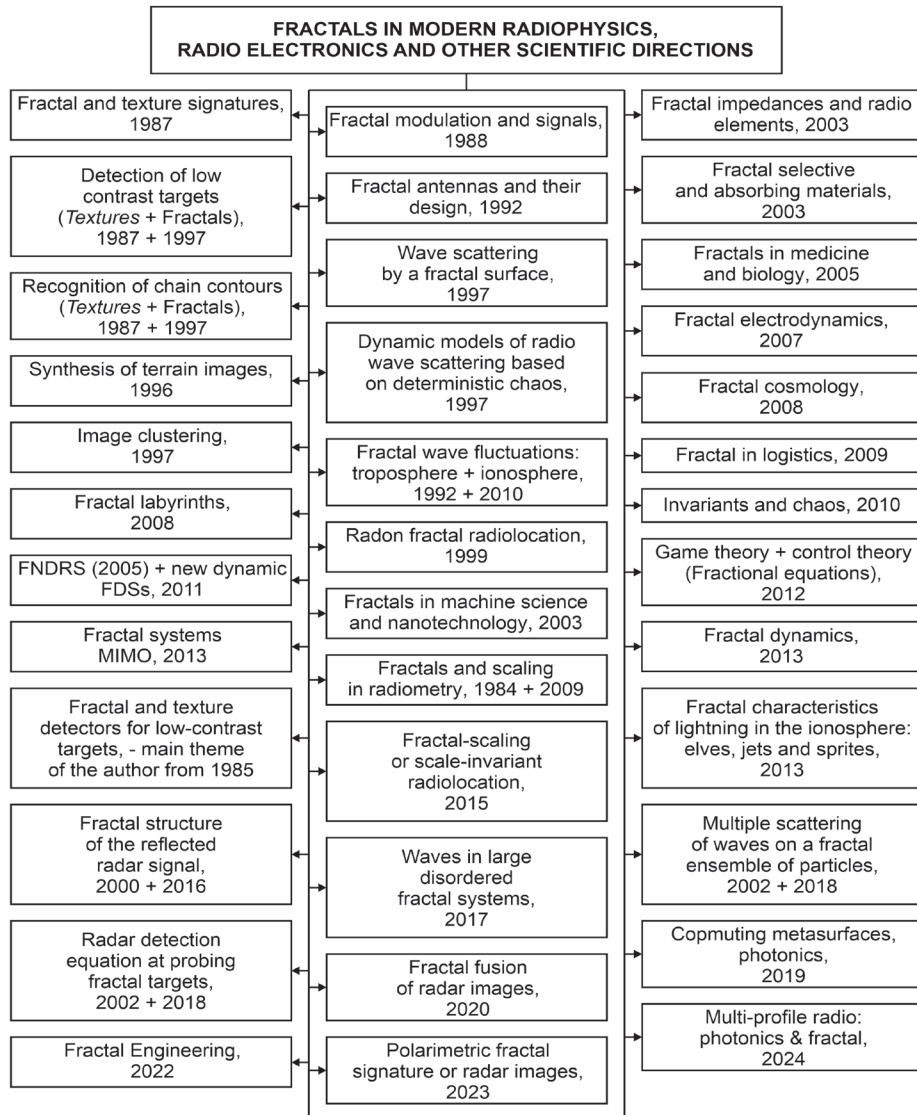 FRACTALS IN MODERN RADIOPHYSICS,
RADIO ELECTRONICS AND OTHER SCIENTIFIC DIRECTIONS
Fractal and texture signatures,
1987
Detection of low
contrast targets
(Textures + Fractals),
1987 + 1997
Recognition of chain contours
(Textures + Fractals),
1987 + 1997
Synthesis of terrain images,
1996
Image clustering,
1997
Fractal labyrinths,
2008
FNDRS (2005) + new dynamic
FDSs, 2011
Fractal systems
MIMO, 2013
Fractal and texture
detectors for low-contrast
targets, - main theme
of the author from 1985
Fractal structure
of the reflected
radar signal,
2000 + 2016
Radar detection
equation at probing
fractal targets,
2002 + 2018
Fractal Engineering,
2022
Fractal modulation and signals,
1988
Fractal antennas and their
design, 1992
Wave scattering
by a fractal surface,
1997
Dynamic models of radio
wave scattering based
on deterministic chaos,
1997
Fractal wave fluctuations:
troposphere + ionosphere,
1992 + 2010
Radon fractal radiolocation,
1999
Fractals in machine science
and nanotechnology, 2003
Fractals and scaling
in radiometry, 1984 + 2009
Fractal-scaling
or scale-invariant
radiolocation,
2015
Waves in large
disordered
fractal systems,
2017
Fractal fusion
of radar images,
2020
Polarimetric fractal
signature or radar images,
2023
Fractal impedances and radio
elements, 2003
Fractal selective
and absorbing materials,
2003
Fractals in medicine
and biology, 2005
Fractal electrodynamics,
2007
Fractal cosmology,
2008
Fractal in logistics, 2009
Invariants and chaos, 2010
Game theory + control theory
(Fractional equations),
2012
Fractal dynamics,
2013
Fractal characteristics
of lightning in the ionosphere:
elves, jets and sprites,
2013
Multiple scattering
of waves on a fractal
ensemble of particles,
2002 + 2018
Copmuting metasurfaces,
photonics,
2019
Multi-profile radio:
photonics & fractal,
2024